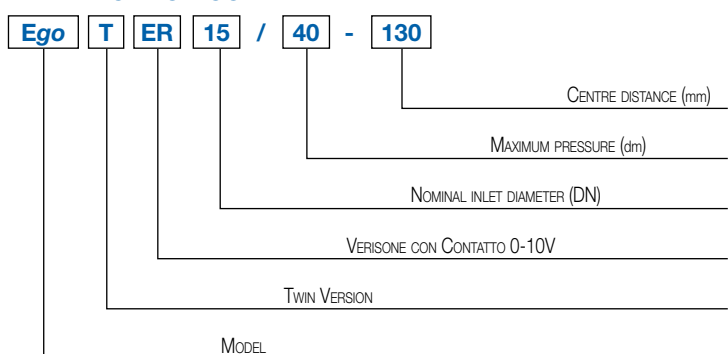 Ego T ER 15 / 40 - 130
CENTRE DISTANCE (mm)
MAXIMUM PRESSURE (dm)
NOMINAL INLET DIAMETER (DN)
VERISONE CON CONTATTO 0-10V
TWIN VERSION
MODEL